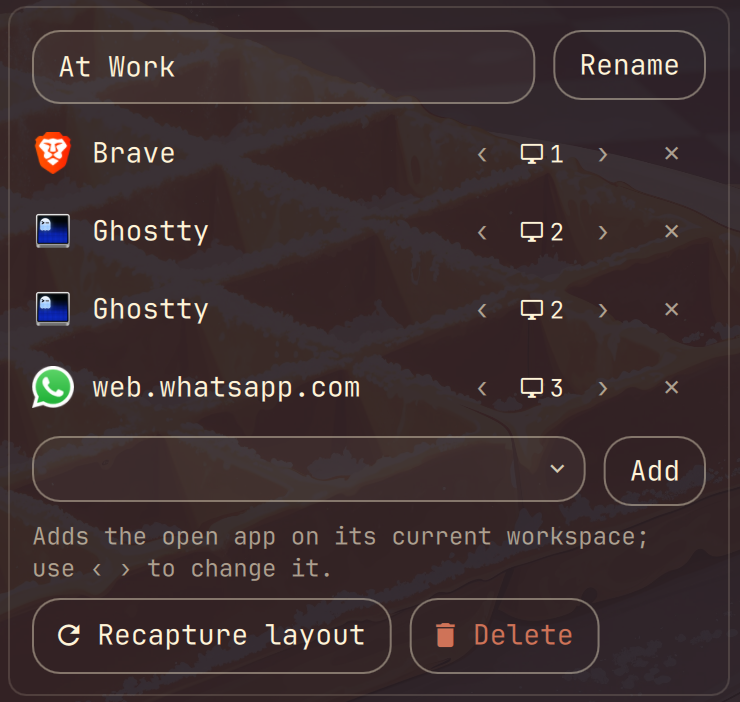 At Work
Rename
Brave ‹ 1 › ×
Ghostty ‹ 2 › ×
Ghostty ‹ 2 › ×
web.whatsapp.com ‹ 3 › ×
Add
Adds the open app on its current workspace;
use ‹ › to change it.
Recapture layout
Delete